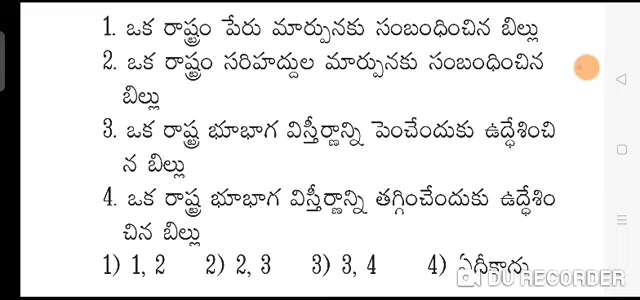 1. ఒక రాష్ట్రం పేరు మార్పునకు సంబంధించిన బిల్లు
2. ఒక రాష్ట్రం సరిహద్దుల మార్పునకు సంబంధించిన
బిల్లు
3. ఒక రాష్ట్ర భూభాగ విస్తీర్ణాన్ని పెంచేందుకు ఉద్ధేశించి
న బిల్లు
4. ఒక రాష్ట్ర భూభాగ విస్తీర్ణాన్ని తగ్గించేందుకు ఉద్ధేశిం
చిన బిల్లు
1) 1, 2 2) 2, 3 3) 3, 4 4) ఏదీకాదు
DU RECORDER